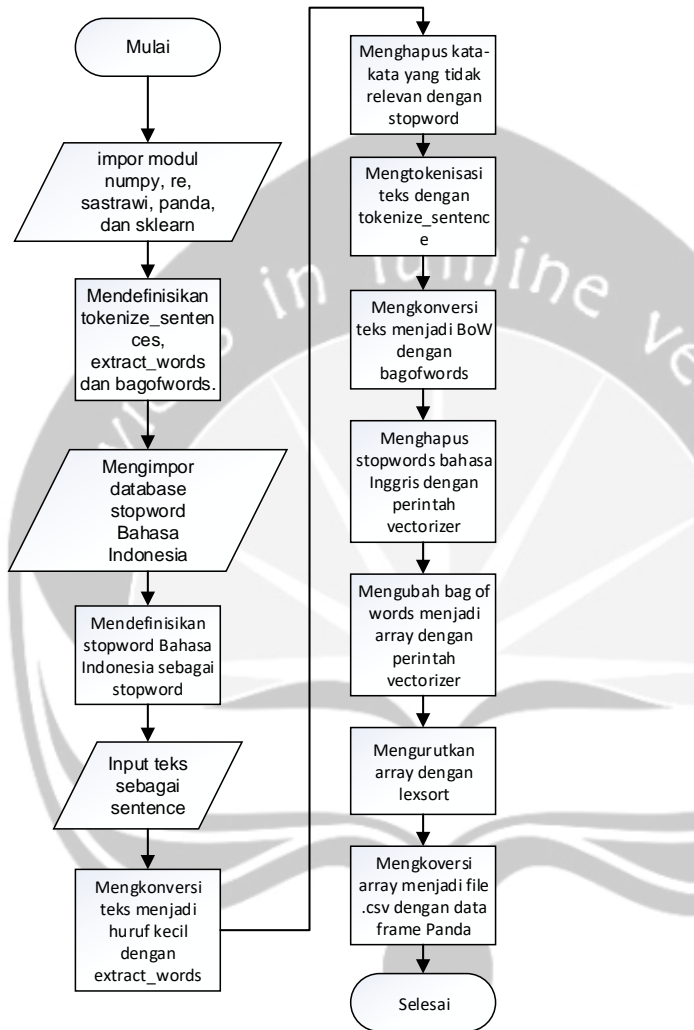 Mulai
impor modul
numpy, re,
sastrawi, panda,
dan sklearn
Mendefinisikan
tokenize_senten
ces,
extract_words
dan bagofwords.
Mengimpor
database
stopword
Bahasa
Indonesia
Mendefinisikan
stopword Bahasa
Indonesia sebagai
stopword
Input teks
sebagai
sentence
Mengkonversi
teks menjadi
huruf kecil
dengan
extract_words
Menghapus kata-
kata yang tidak
relevan dengan
stopword
Mengtokenisasi
teks dengan
tokenize_sentenc
e
Mengkonversi
teks menjadi BoW
dengan
bagofwords
Menghapus
stopwords bahasa
Inggris dengan
perintah
vectorizer
Mengubah bag of
words menjadi
array dengan
perintah
vectorizer
Mengurutkan
array dengan
lexsort
Mengkoversi
array menjadi file
.csv dengan data
frame Panda
Selesai
in lumine ve